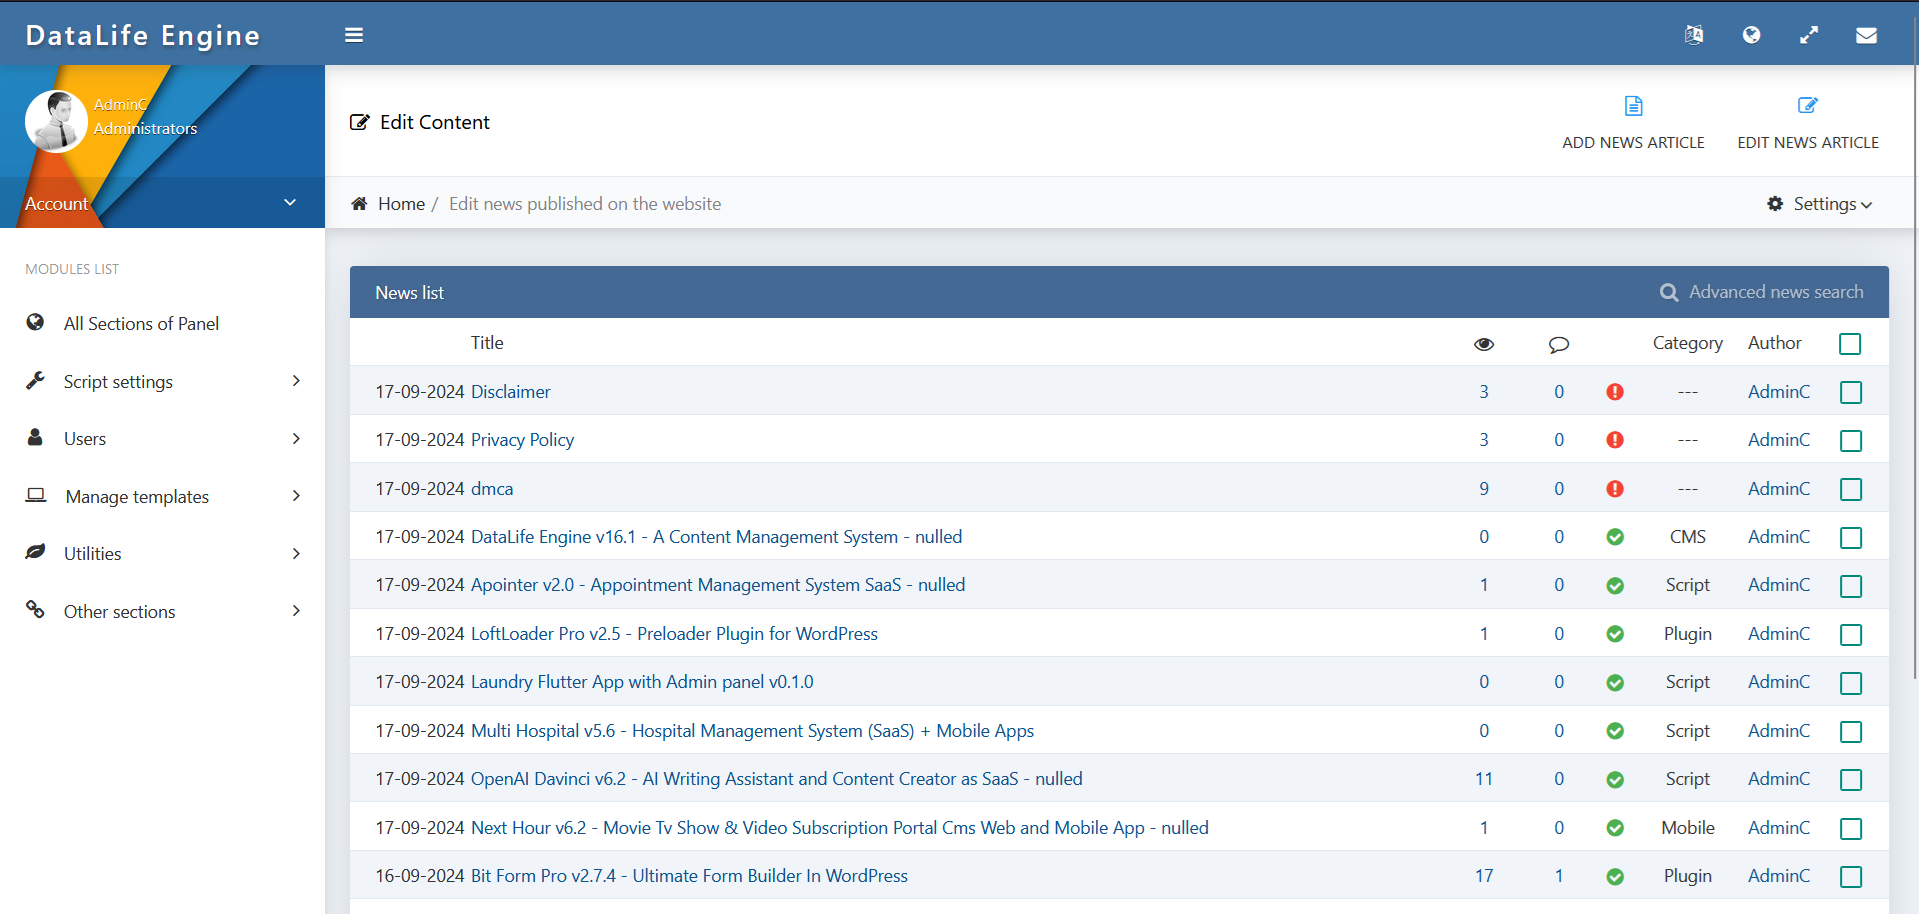 DataLife Engine
AdminC
Administrators
Account
MODULES LIST
All Sections of Panel
Script settings
Users
Manage templates
Utilities
Other sections
Edit Content
ADD NEWS ARTICLE
EDIT NEWS ARTICLE
Home / Edit news published on the website
Settings
News list
Advanced news search
Title Category Author
17-09-2024 Disclaimer 3 0 --- AdminC
17-09-2024 Privacy Policy 3 0 --- AdminC
17-09-2024 dmca 9 0 --- AdminC
17-09-2024 DataLife Engine v16.1 - A Content Management System - nulled 0 0 CMS AdminC
17-09-2024 Apointer v2.0 - Appointment Management System SaaS - nulled 1 0 Script AdminC
17-09-2024 LoftLoader Pro v2.5 - Preloader Plugin for WordPress 1 0 Plugin AdminC
17-09-2024 Laundry Flutter App with Admin panel v0.1.0 0 0 Script AdminC
17-09-2024 Multi Hospital v5.6 - Hospital Management System (SaaS) + Mobile Apps 0 0 Script AdminC
17-09-2024 OpenAI Davinci v6.2 - AI Writing Assistant and Content Creator as SaaS - nulled 11 0 Script AdminC
17-09-2024 Next Hour v6.2 - Movie Tv Show & Video Subscription Portal Cms Web and Mobile App - nulled 1 0 Mobile AdminC
16-09-2024 Bit Form Pro v2.7.4 - Ultimate Form Builder In WordPress 17 1 Plugin AdminC